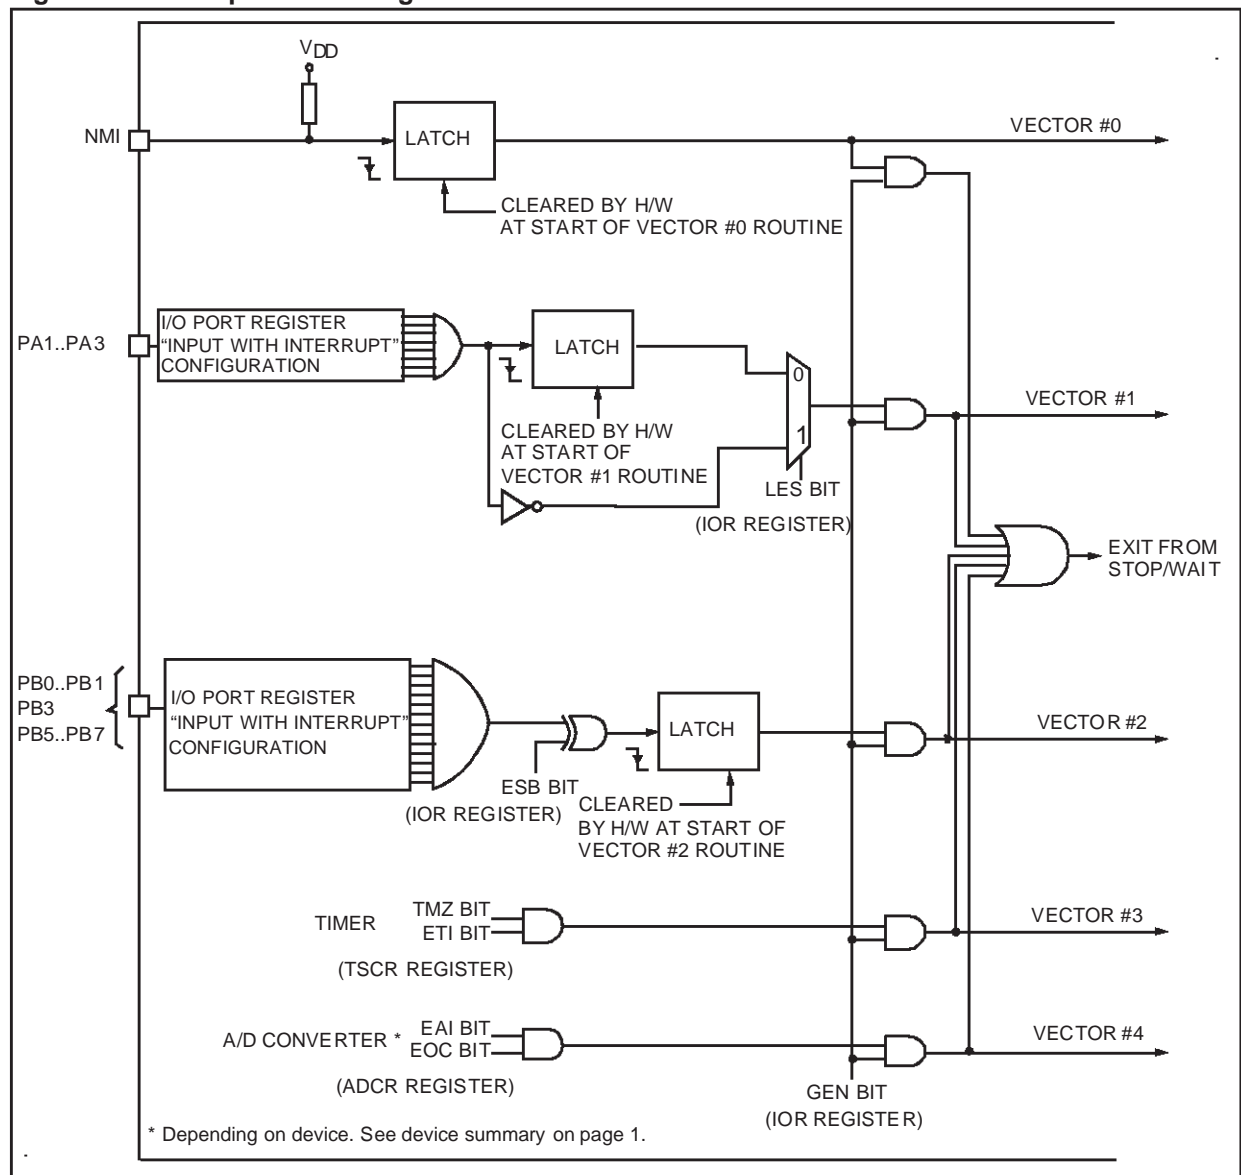 VDD
NMI
LATCH
VECTOR #0
CLEARED BY H/W
AT START OF VECTOR #0 ROUTINE
PA1..PA3
I/O PORT REGISTER
“INPUT WITH INTERRUPT”
CONFIGURATION
LATCH
0
1
VECTOR #1
CLEARED BY H/W
AT START OF
VECTOR #1 ROUTINE
LES BIT
(IOR REGISTER)
EXIT FROM
STOP/WAIT
PB0..PB1
PB3
PB5..PB7
I/O PORT REGISTER
“INPUT WITH INTERRUPT”
CONFIGURATION
ESB BIT
(IOR REGISTER)
LATCH
VECTOR #2
CLEARED
BY H/W AT START OF
VECTOR #2 ROUTINE
TIMER
TMZ BIT
ETI BIT
(TSCR REGISTER)
VECTOR #3
A/D CONVERTER *
EAI BIT
EOC BIT
(ADCR REGISTER)
VECTOR #4
GEN BIT
(IOR REGISTER)
* Depending on device. See device summary on page 1.